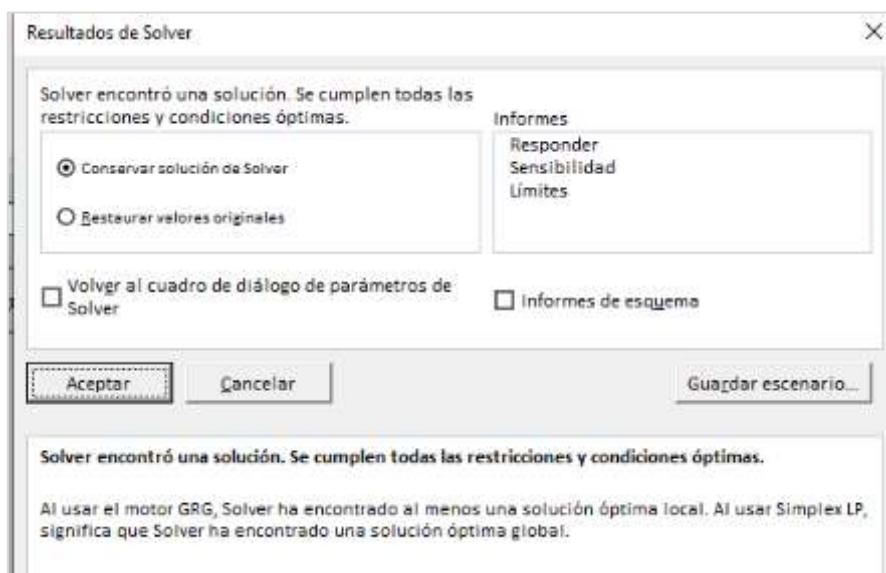 Resultados de Solver
Solver encontró una solución. Se cumplen todas las
restricciones y condiciones óptimas.
Conservar solución de Solver
Restaurar valores originales
Informes
Responder
Sensibilidad
Límites
Volver al cuadro de diálogo de parámetros de
Solver
Informes de esquema
Aceptar
Cancelar
Guardar escenario...
Solver encontró una solución. Se cumplen todas las restricciones y condiciones óptimas.
Al usar el motor GRG, Solver ha encontrado al menos una solución óptima local. Al usar Simplex LP,
significa que Solver ha encontrado una solución óptima global.